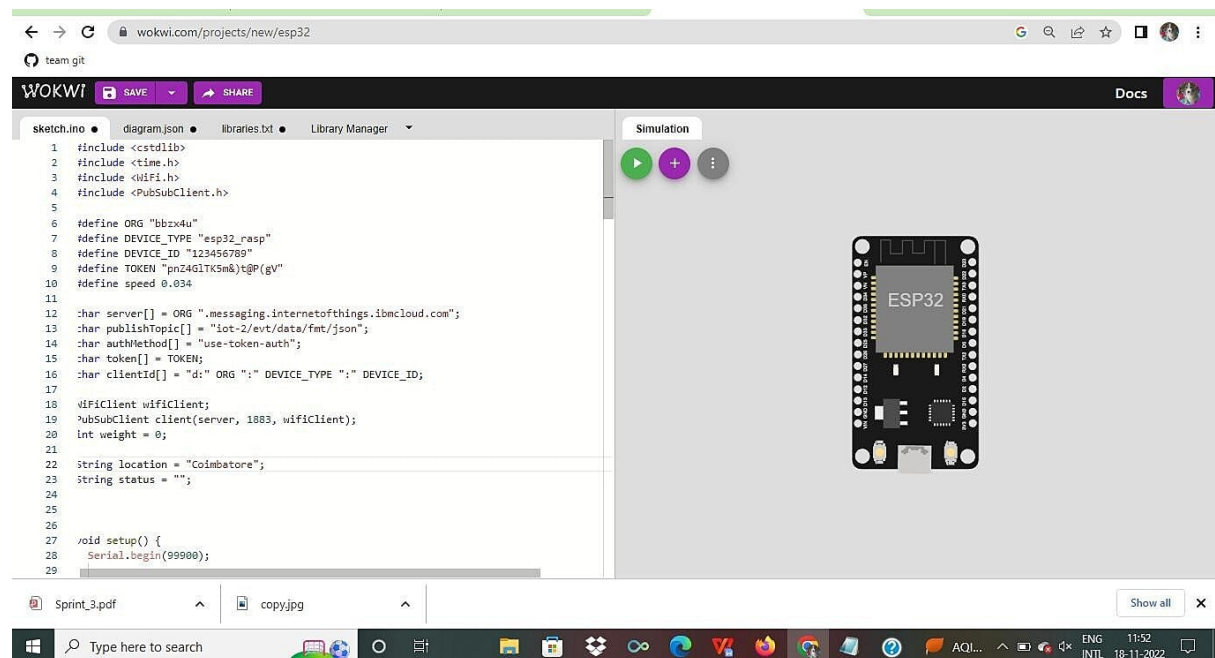 wokwi.com/projects/new/esp32
team git
WOKWI SAVE SHARE Docs
sketch.ino diagram.json libraries.txt Library Manager Simulation
1 #include <cstdlib>
2 #include <time.h>
3 #include <WiFi.h>
4 #include <PubSubClient.h>
5
6 #define ORG "bbzx4u"
7 #define DEVICE_TYPE "esp32_rasp"
8 #define DEVICE_ID "123456789"
9 #define TOKEN "pnZ4GlTK5m&)t@P(gV"
10 #define speed 0.034
11
12 char server[] = ORG ".messaging.internetofthings.ibmcloud.com";
13 char publishTopic[] = "iot-2/evt/data/fmt/json";
14 char authMethod[] = "use-token-auth";
15 char token[] = TOKEN;
16 char clientId[] = "d:" ORG ":" DEVICE_TYPE ":" DEVICE_ID;
17
18 WiFiClient wifiClient;
19 PubSubClient client(server, 1883, wifiClient);
20 int weight = 0;
21
22 String location = "Coimbatore";
23 String status = "";
24
25
26
27 void setup() {
28 Serial.begin(99900);
29
ESP32
Sprint_3.pdf copy.jpg Show all
Type here to search AQI... ENG 11:52
INTL 18-11-2022